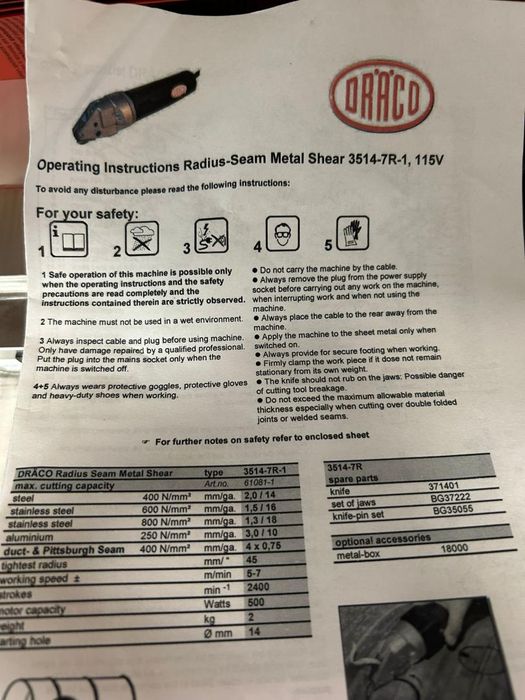 DRÄCO
Operating Instructions Radius-Seam Metal Shear 3514-7R-1, 115V
To avoid any disturbance please read the following instructions:
For your safety:
1 2 3 4 5
1 Safe operation of this machine is possible only
when the operating instructions and the safety
precautions are read completely and the
instructions contained therein are strictly observed.
2 The machine must not be used in a wet environment.
3 Always inspect cable and plug before using machine.
Only have damage repaired by a qualified professional.
Put the plug into the mains socket only when the
machine is switched off.
4+5 Always wears protective goggles, protective gloves
and heavy-duty shoes when working.
● Do not carry the machine by the cable.
● Always remove the plug from the power supply
socket before carrying out any work on the machine,
when interrupting work and when not using the
machine.
● Always place the cable to the rear away from the
machine.
● Apply the machine to the sheet metal only when
switched on.
● Always provide for secure footing when working.
● Firmly clamp the work piece if it dose not remain
stationary from its own weight.
● The knife should not rub on the jaws: Possible danger
of cutting tool breakage.
● Do not exceed the maximum allowable material
thickness especially when cutting over double folded
joints or welded seams.
☞ For further notes on safety refer to enclosed sheet
DRÄCO Radius Seam Metal Shear type 3514-7R-1
max. cutting capacity Art.no. 61081-1
steel 400 N/mm² mm/ga. 2,0 / 14
stainless steel 600 N/mm² mm/ga. 1,5 / 16
stainless steel 800 N/mm² mm/ga. 1,3 / 18
aluminium 250 N/mm² mm/ga. 3,0 / 10
duct- & Pittsburgh Seam 400 N/mm² mm/ga. 4 x 0,75
tightest radius mm/" 45
working speed ± m/min 5-7
strokes min -1 2400
motor capacity Watts 500
weight kg 2
arting hole Ø mm 14
3514-7R
spare parts
knife 371401
set of jaws BG37222
knife-pin set BG35055
optional accessories
metal-box 18000